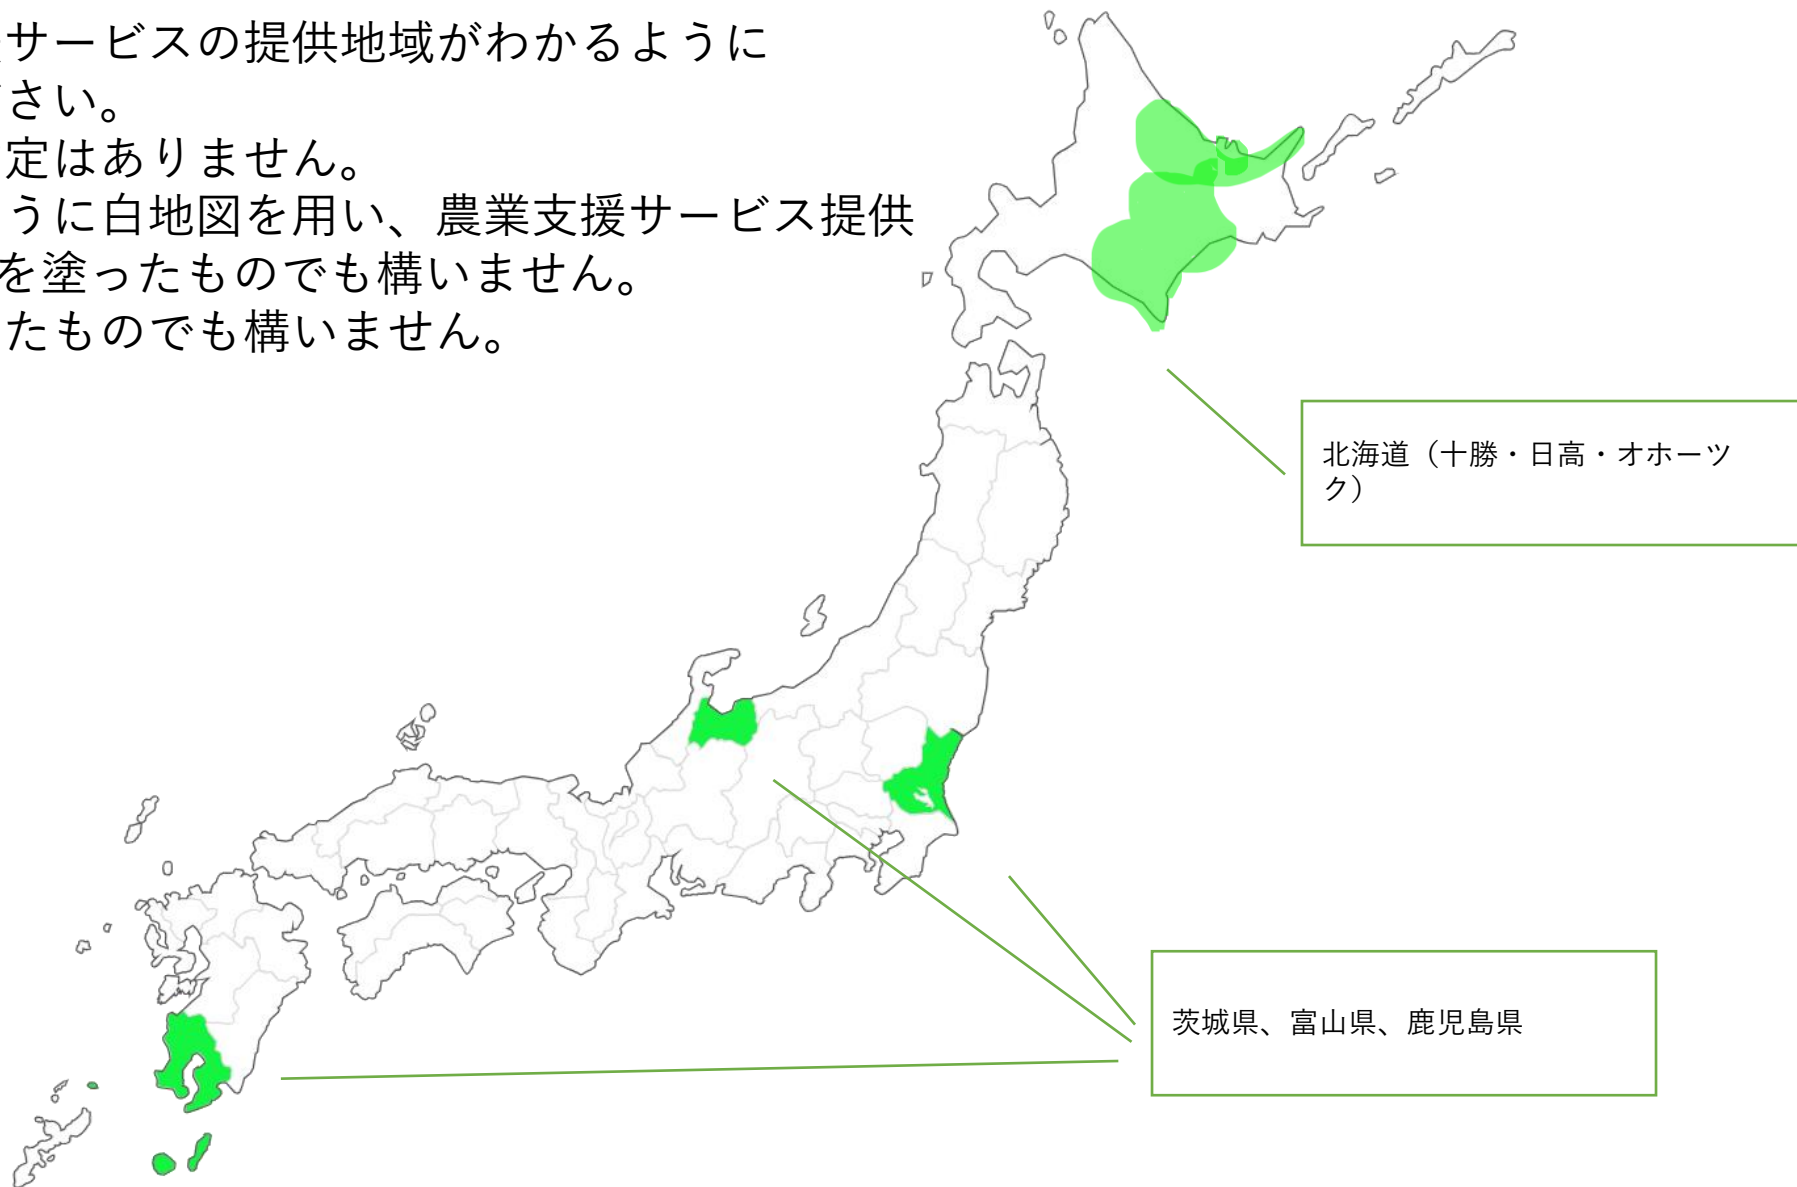 サービスの提供地域がわかるように
さい。
定はありません。
うに白地図を用い、農業支援サービス提供
を塗ったものでも構いません。
たものでも構いません。
北海道（十勝・日高・オホーツ
ク）
茨城県、富山県、鹿児島県